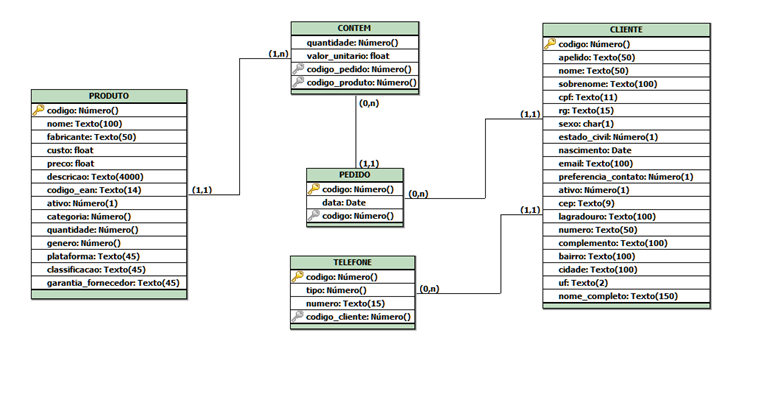 CONTEM
quantidade: Número()
valor_unitario: float
codigo_pedido: Número()
codigo_produto: Número()
(1,n)
(0,n)
PRODUTO
codigo: Número()
nome: Texto(100)
fabricante: Texto(50)
custo: float
preco: float
descricao: Texto(4000)
codigo_ean: Texto(14)
ativo: Número(1)
categoria: Número()
quantidade: Número()
genero: Número()
plataforma: Texto(45)
classificacao: Texto(45)
garantia_fornecedor: Texto(45)
(1,1)
(1,1)
PEDIDO
codigo: Número()
data: Date
codigo: Número()
(0,n)
TELEFONE
codigo: Número()
tipo: Número()
numero: Texto(15)
codigo_cliente: Número()
(0,n)
CLIENTE
codigo: Número()
apelido: Texto(50)
nome: Texto(50)
sobrenome: Texto(100)
cpf: Texto(11)
rg: Texto(15)
sexo: char(1)
estado_civil: Número(1)
nascimento: Date
email: Texto(100)
preferencia_contato: Número(1)
ativo: Número(1)
cep: Texto(9)
lagradouro: Texto(100)
numero: Texto(50)
complemento: Texto(100)
bairro: Texto(100)
cidade: Texto(100)
uf: Texto(2)
nome_completo: Texto(150)
(1,1)
(1,1)